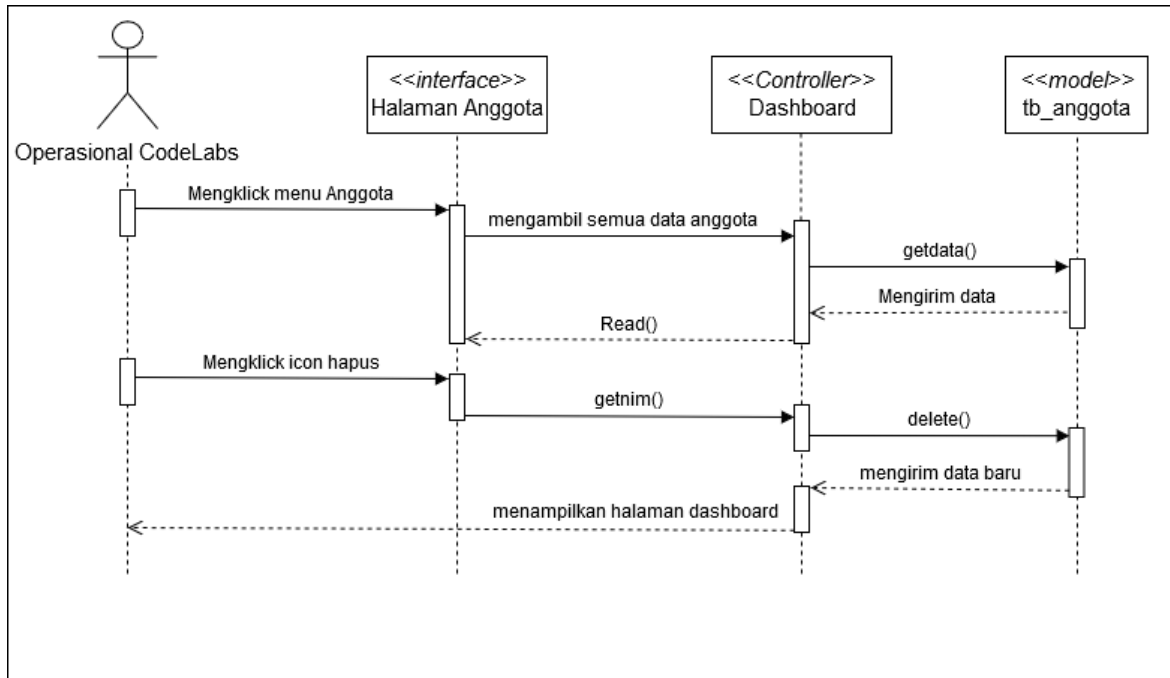 <<interface>>
Halaman Anggota
<<Controller>>
Dashboard
<<model>>
tb_anggota
Operasional CodeLabs
Mengklick menu Anggota
mengambil semua data anggota
getdata()
Mengirim data
Read()
Mengklick icon hapus
getnim()
delete()
mengirim data baru
menampilkan halaman dashboard